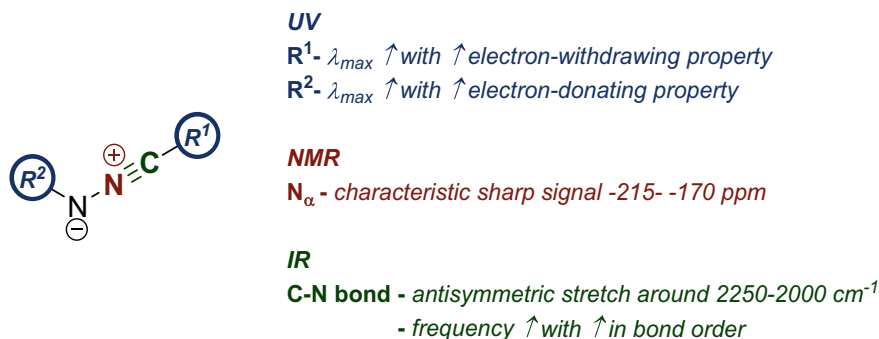 UV
R¹- λmax ↑ with ↑ electron-withdrawing property
R²- λmax ↑ with ↑ electron-donating property
R¹
⊕
R²
N≡C
N
⊖
NMR
Nα - characteristic sharp signal -215- -170 ppm
IR
C-N bond - antisymmetric stretch around 2250-2000 cm⁻¹
- frequency ↑ with ↑ in bond order